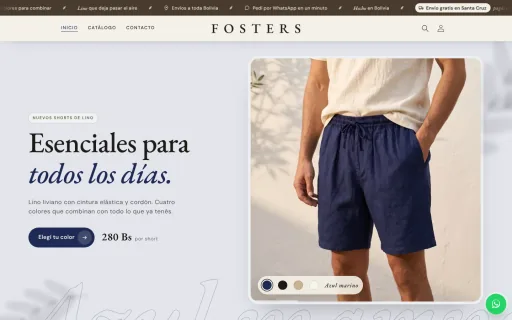 para combinar
Lino que deja pasar el aire
Envíos a toda Bolivia
Pedí por WhatsApp en un minuto
Hecho en Bolivia
Envío gratis en Santa Cruz
INICIO
CATÁLOGO
CONTACTO
FOSTERS
NUEVOS SHORTS DE LINO
Esenciales para
todos los días.
Lino liviano con cintura elástica y cordón. Cuatro
colores que combinan con todo lo que ya tenés.
Elegí tu color →
280 Bs por short
Azul marino